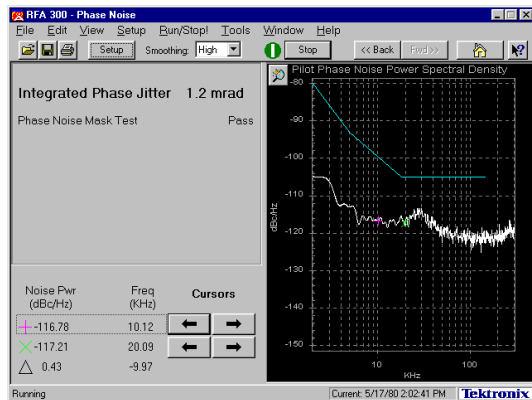 RFA 300 - Phase Noise
File Edit View Setup Run/Stop! Tools Window Help
Setup Smoothing: High Stop << Back Fwd >>
Pilot Phase Noise Power Spectral Density
Integrated Phase Jitter 1.2 mrad
Phase Noise Mask Test Pass
-80
-90
-100
-110
-120
-130
-140
-150
dBc/Hz
10 100
KHz
Noise Pwr Freq Cursors
(dBc/Hz) (KHz)
-116.78 10.12
-117.21 20.09
0.43 -9.97
Running Current: 5/17/80 2:02:41 PM Tektronix